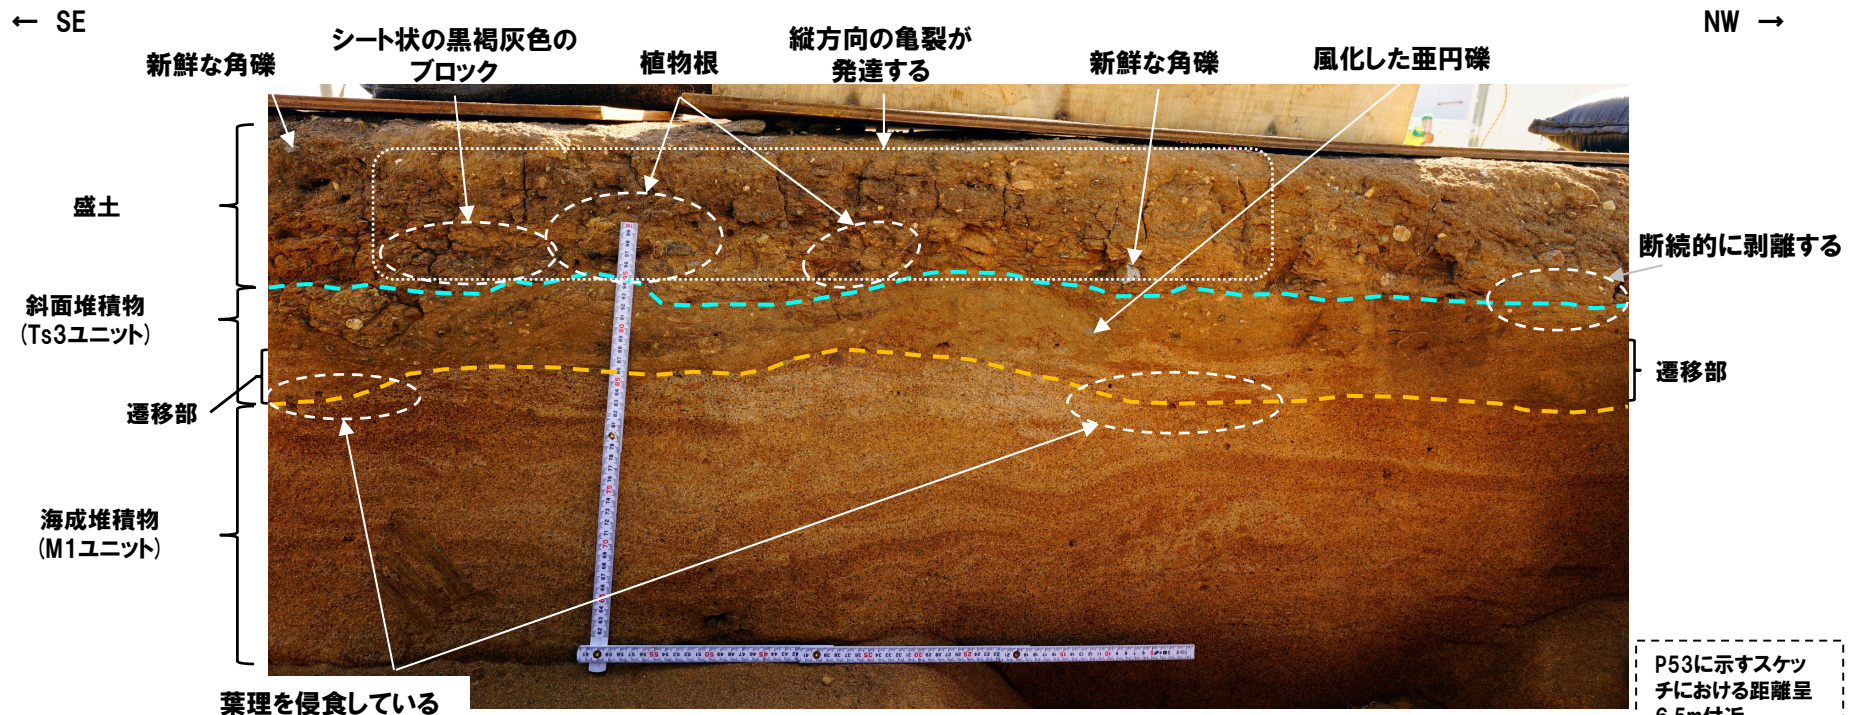 ← SE
NW →
新鮮な角礫
シート状の黒褐灰色の
ブロック
植物根
縦方向の亀裂が
発達する
新鮮な角礫
風化した亜円礫
盛土
断続的に剥離する
斜面堆積物
(Ts3ユニット)
遷移部
遷移部
海成堆積物
(M1ユニット)
葉理を侵食している
P53に示すスケッ
チにおける距離呈
6.5m付近